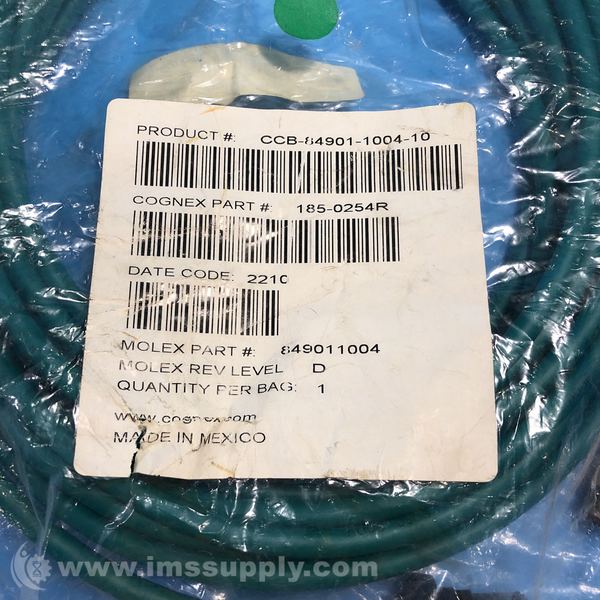 PRODUCT #: CCB-84901-1004-10
COGNEX PART #: 185-0254R
DATE CODE: 2210
MOLEX PART #: 849011004
MOLEX REV LEVEL D
QUANTITY PER BAG: 1
www.cognex.com
MADE IN MEXICO
www.imssupply.com